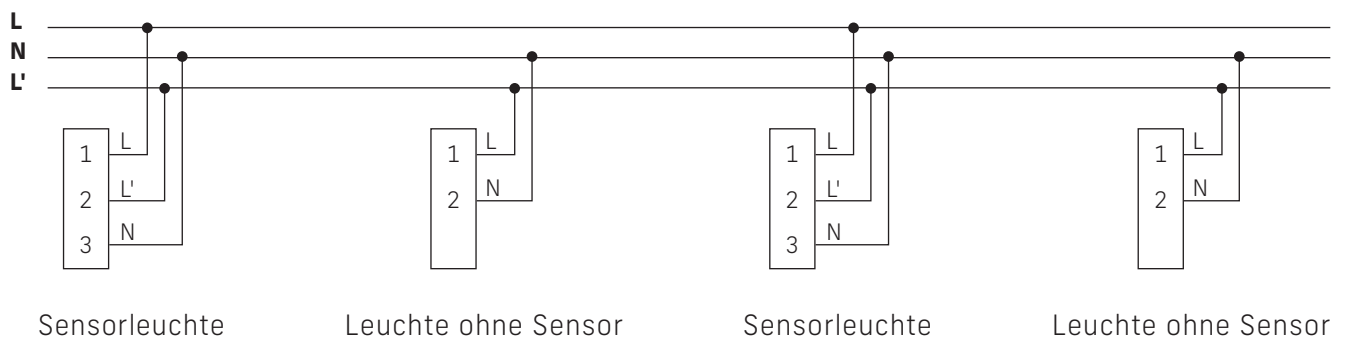 L
N
L'
1 L
2 L'
3 N
1 L
2 N
1 L
2 L'
3 N
1 L
2 N
Sensorleuchte
Leuchte ohne Sensor
Sensorleuchte
Leuchte ohne Sensor